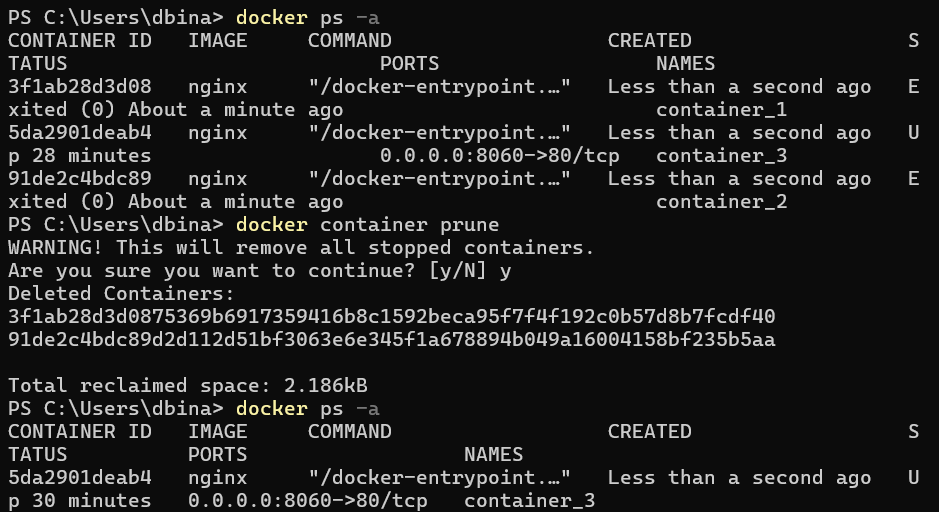 PS C:\Users\dbina> docker ps -a
CONTAINER ID   IMAGE     COMMAND                  CREATED                  S
TATUS                          PORTS                  NAMES
3f1ab28d3d08   nginx     "/docker-entrypoint.…"   Less than a second ago   E
xited (0) About a minute ago                          container_1
5da2901deab4   nginx     "/docker-entrypoint.…"   Less than a second ago   U
p 28 minutes                   0.0.0.0:8060->80/tcp   container_3
91de2c4bdc89   nginx     "/docker-entrypoint.…"   Less than a second ago   E
xited (0) About a minute ago                          container_2
PS C:\Users\dbina> docker container prune
WARNING! This will remove all stopped containers.
Are you sure you want to continue? [y/N] y
Deleted Containers:
3f1ab28d3d0875369b6917359416b8c1592beca95f7f4f192c0b57d8b7fcdf40
91de2c4bdc89d2d112d51bf3063e6e345f1a678894b049a16004158bf235b5aa

Total reclaimed space: 2.186kB
PS C:\Users\dbina> docker ps -a
CONTAINER ID   IMAGE     COMMAND                  CREATED                  S
TATUS          PORTS                  NAMES
5da2901deab4   nginx     "/docker-entrypoint.…"   Less than a second ago   U
p 30 minutes   0.0.0.0:8060->80/tcp   container_3